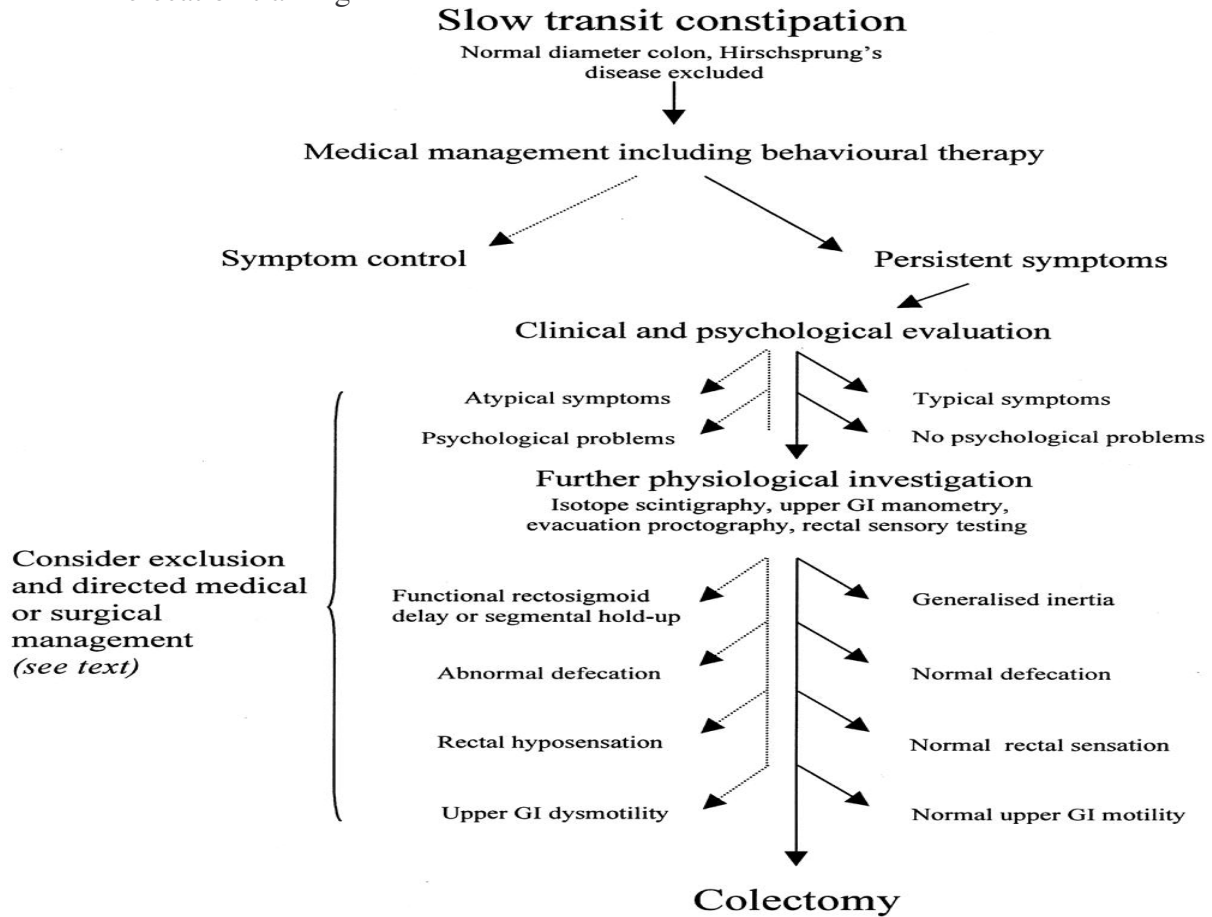 Slow transit constipation
Normal diameter colon, Hirschsprung's
disease excluded
Medical management including behavioural therapy
Symptom control
Persistent symptoms
Clinical and psychological evaluation
Atypical symptoms
Typical symptoms
Psychological problems
No psychological problems
Further physiological investigation
Isotope scintigraphy, upper GI manometry,
evacuation proctography, rectal sensory testing
Consider exclusion
and directed medical
or surgical
management
(see text)
Functional rectosigmoid
delay or segmental hold-up
Generalised inertia
Abnormal defecation
Normal defecation
Rectal hyposensation
Normal rectal sensation
Upper GI dysmotility
Normal upper GI motility
Colectomy